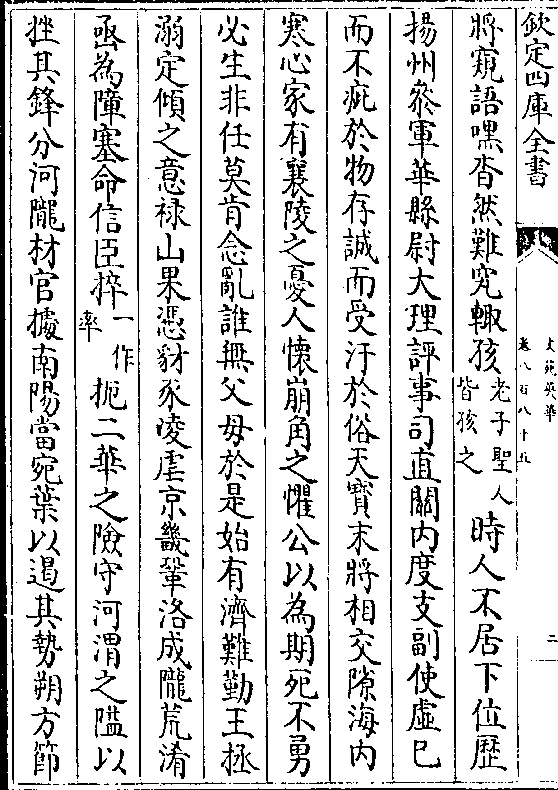 欽定四庫全書
文苑英華
卷八百八十五
三
將窺語嘿杳然難究輙孩老子聖人皆孩之時人不居下位歴
揚州叅軍華縣尉大理評事司直關内度支副使虛已
而不疵於物存誠而受汙於俗天寳末將相交隙海内
寒心家有襄陵之憂人懷崩角之懼公以為期死不勇
必生非任莫肯念亂誰無父母於是始有濟難勤王拯
溺定傾之意禄山果憑豺豕凌虐京畿鞏洛成隴荒淆
亟為障塞命信臣捽一作率扼二華之險守河渭之隘以
挫其鋒分河隴材官據南陽當宛葉以遏其勢朔方節